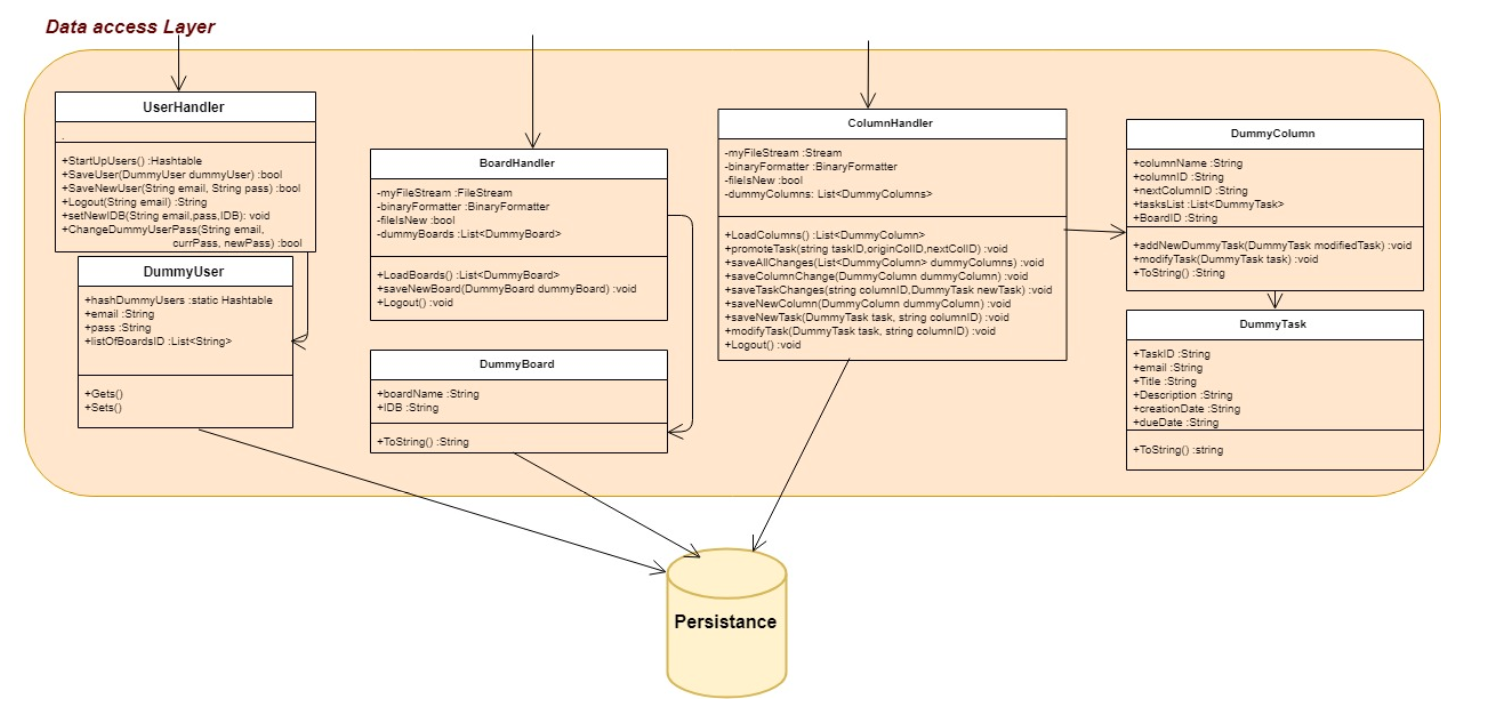 Data access Layer
UserHandler
.
+StartUpUsers() :Hashtable
+SaveUser(DummyUser dummyUser) :bool
+SaveNewUser(String email, String pass) :bool
+Logout(String email) :String
+setNewIDB(String email,pass,IDB): void
+ChangeDummyUserPass(String email,
currPass, newPass) :bool
DummyUser
+hashDummyUsers :static Hashtable
+email :String
+pass :String
+listOfBoardsID :List<String>
+Gets()
+Sets()
BoardHandler
-myFileStream :FileStream
-binaryFormatter :BinaryFormatter
-fileIsNew :bool
-dummyBoards :List<DummyBoard>
+LoadBoards() :List<DummyBoard>
+saveNewBoard(DummyBoard dummyBoard) :void
+Logout() :void
DummyBoard
+boardName :String
+IDB :String
+ToString() :String
ColumnHandler
-myFileStream :Stream
-binaryFormatter :BinaryFormatter
-fileIsNew :bool
-dummyColumns: List<DummyColumns>
+LoadColumns() :List<DummyColumn>
+promoteTask(string taskID,originColID,nextColID) :void
+saveAllChanges(List<DummyColumn> dummyColumns) :void
+saveColumnChange(DummyColumn dummyColumn) :void
+saveTaskChanges(string columnID,DummyTask newTask) :void
+saveNewColumn(DummyColumn dummyColumn) :void
+saveNewTask(DummyTask task, string columnID) :void
+modifyTask(DummyTask task, string columnID) :void
+Logout() :void
DummyColumn
+columnName :String
+columnID :String
+nextColumnID :String
+tasksList :List<DummyTask>
+BoardID :String
+addNewDummyTask(DummyTask modifiedTask) :void
+modifyTask(DummyTask task) :void
+ToString() :String
DummyTask
+TaskID :String
+email :String
+Title :String
+Description :String
+creationDate :String
+dueDate :String
+ToString() :string
Persistance